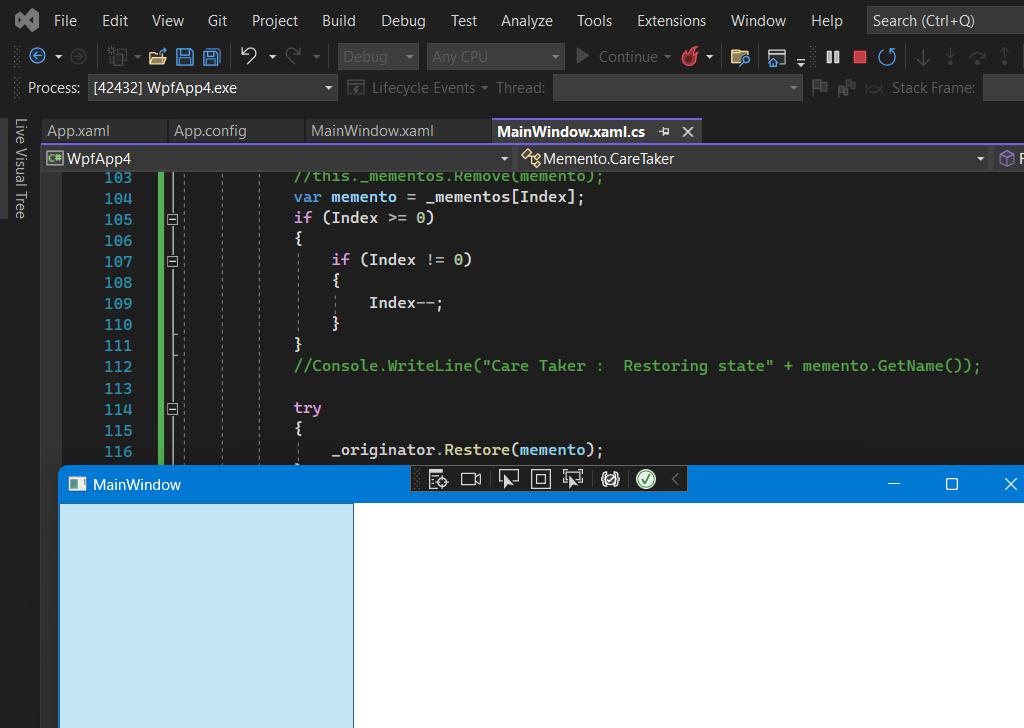 File Edit View Git Project Build Debug Test Analyze Tools Extensions Window Help Search (Ctrl+Q)
Debug Any CPU Continue
Process: [42432] WpfApp4.exe Lifecycle Events Thread: Stack Frame:
Live Visual Tree
App.xaml App.config MainWindow.xaml MainWindow.xaml.cs
C# WpfApp4 Memento.CareTaker
103 //this._mementos.Remove(memento);
104 var memento = _mementos[Index];
105 if (Index >= 0)
106 {
107 if (Index != 0)
108 {
109 Index--;
110 }
111 }
112 //Console.WriteLine("Care Taker :  Restoring state" + memento.GetName());
113
114 try
115 {
116 _originator.Restore(memento);
MainWindow